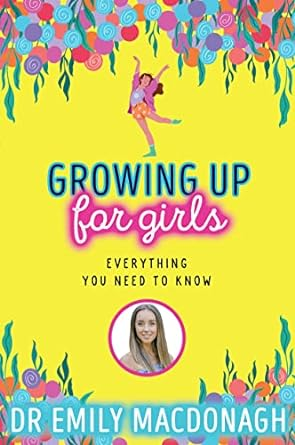 GROWING UP
for girls
EVERYTHING
YOU NEED TO KNOW
DR EMILY MACDONAGH